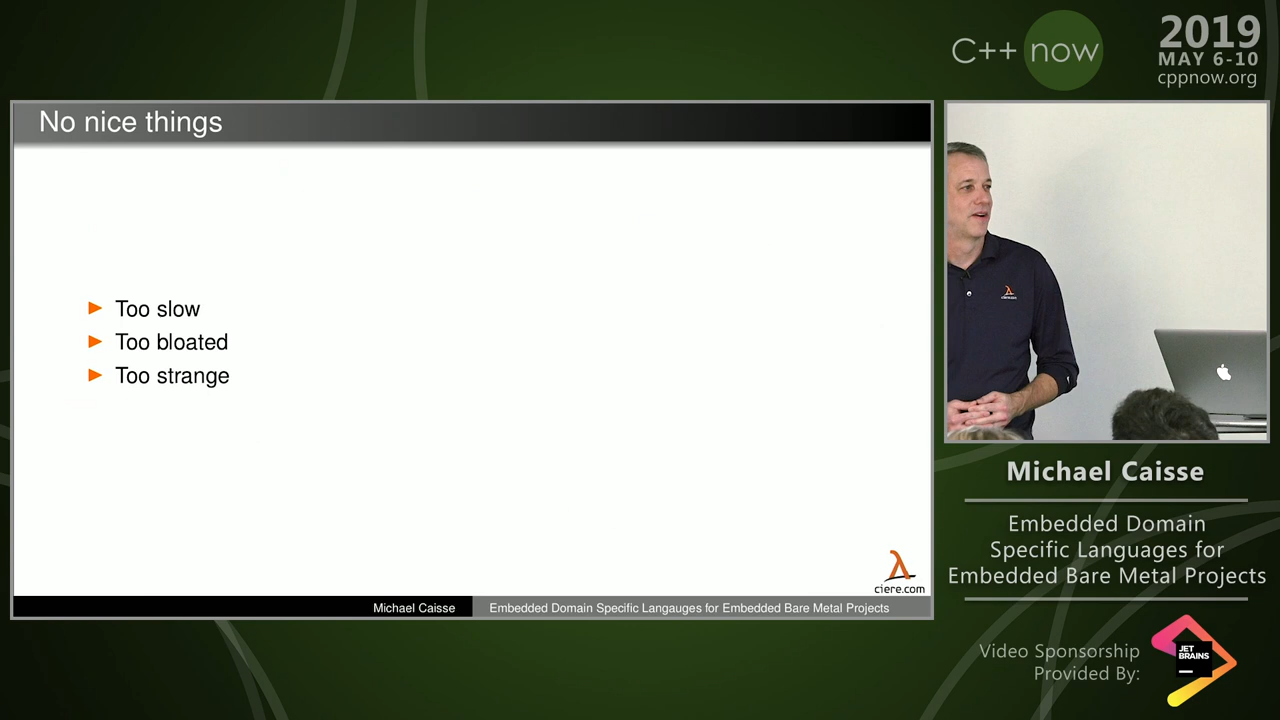 C++ now
2019
MAY 6-10
cppnow.org
No nice things
Too slow
Too bloated
Too strange
ciere.com
Michael Caisse
Embedded Domain Specific Langauges for Embedded Bare Metal Projects
Michael Caisse
Embedded Domain
Specific Languages for
Embedded Bare Metal Projects
Video Sponsorship
Provided By:
JET
BRAINS